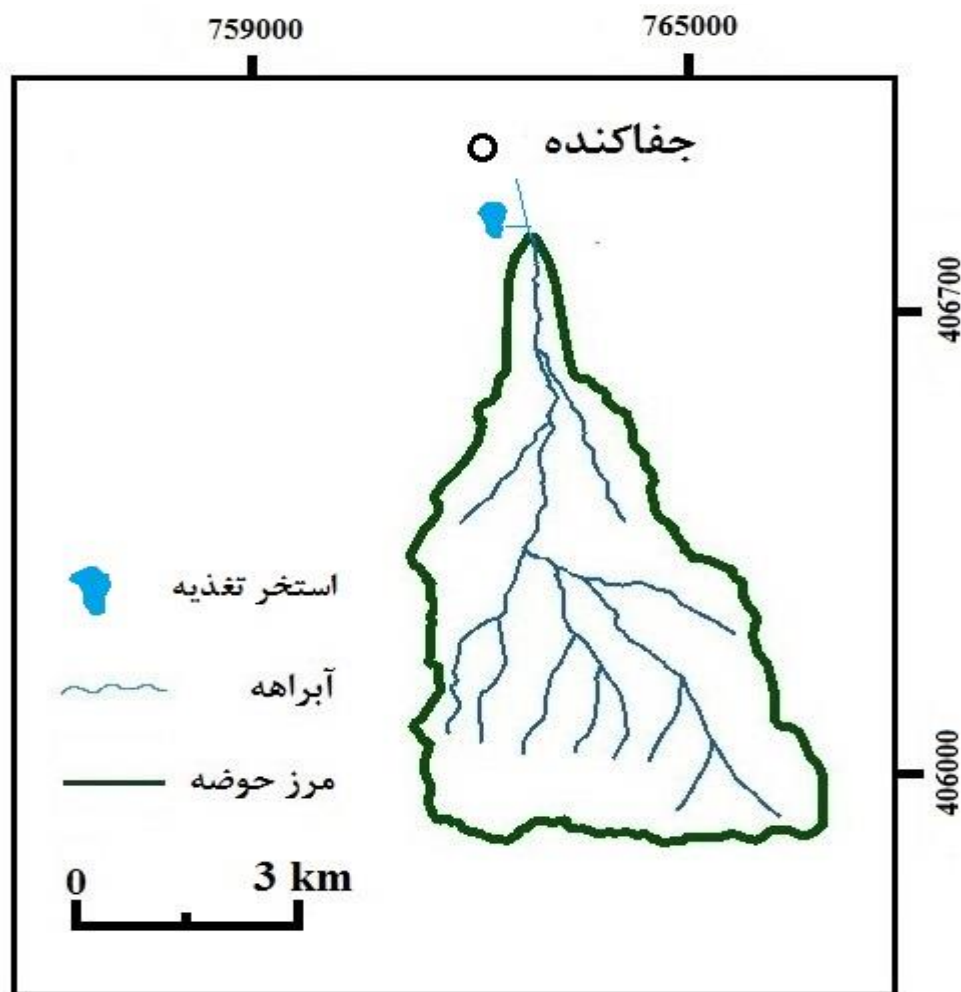 759000
765000
جفاکنده
406700
استخر تغذیه
آبراهه
مرز حوضه
406000
0
3 km